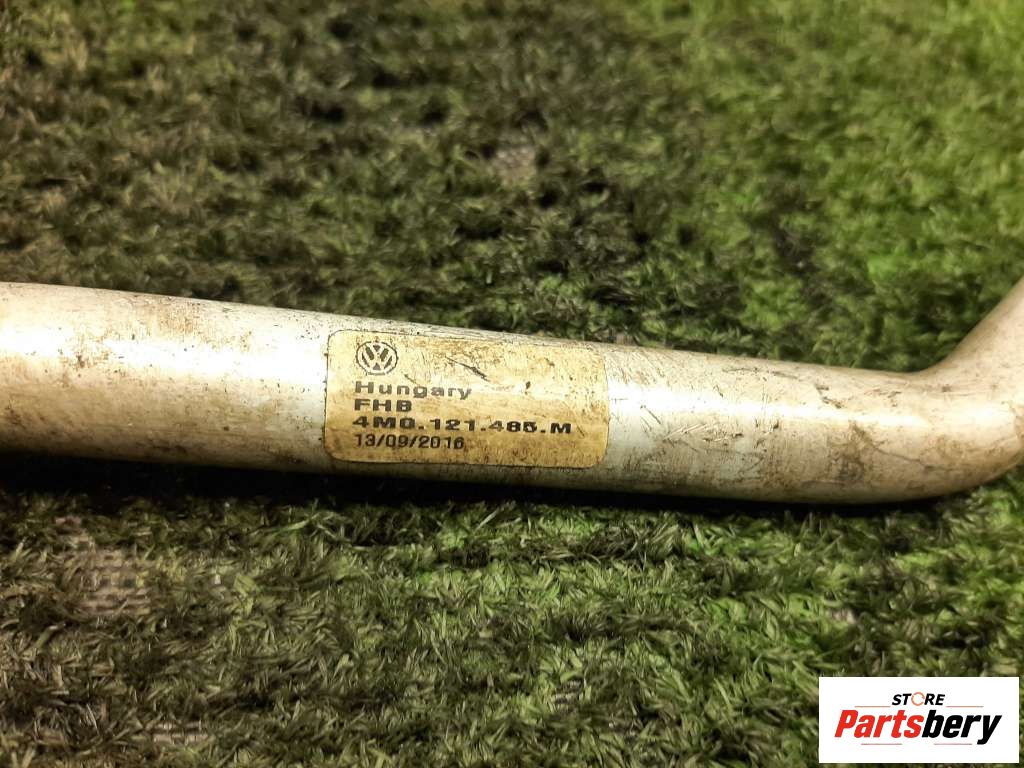 Hungary
FHB
4M0.121.485.M
13/09/2016
STORE
Partsbery